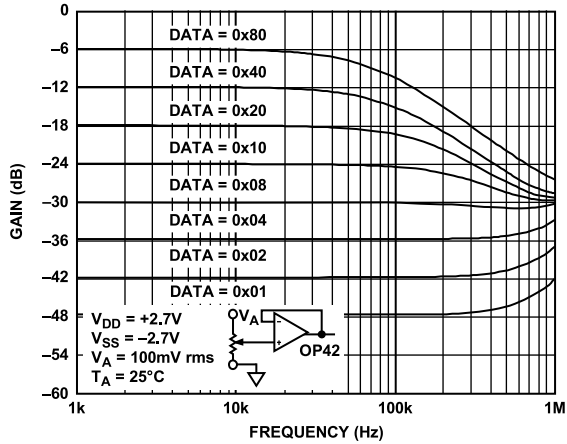 0
–6
–12
–18
–24
–30
–36
–42
–48
–54
–60
GAIN (dB)
DATA = 0x80
DATA = 0x40
DATA = 0x20
DATA = 0x10
DATA = 0x08
DATA = 0x04
DATA = 0x02
DATA = 0x01
VDD = +2.7V
VSS = –2.7V
VA = 100mV rms
TA = 25°C
VA
–
+
OP42
1k
10k
100k
1M
FREQUENCY (Hz)